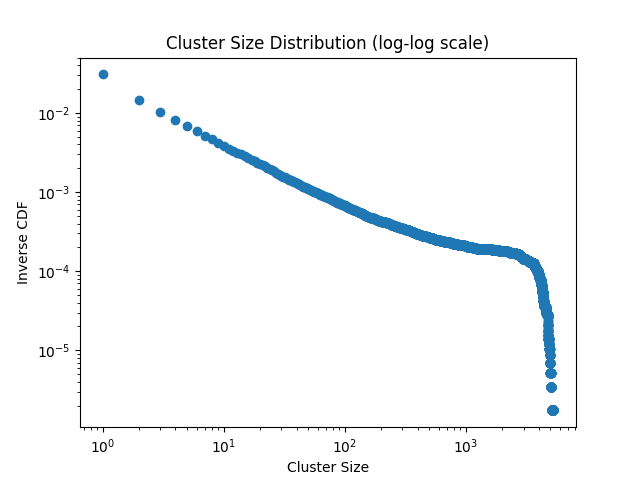 Cluster Size Distribution (log-log scale)
Inverse CDF
10⁻²
10⁻³
10⁻⁴
10⁻⁵
10⁰ 10¹ 10² 10³
Cluster Size